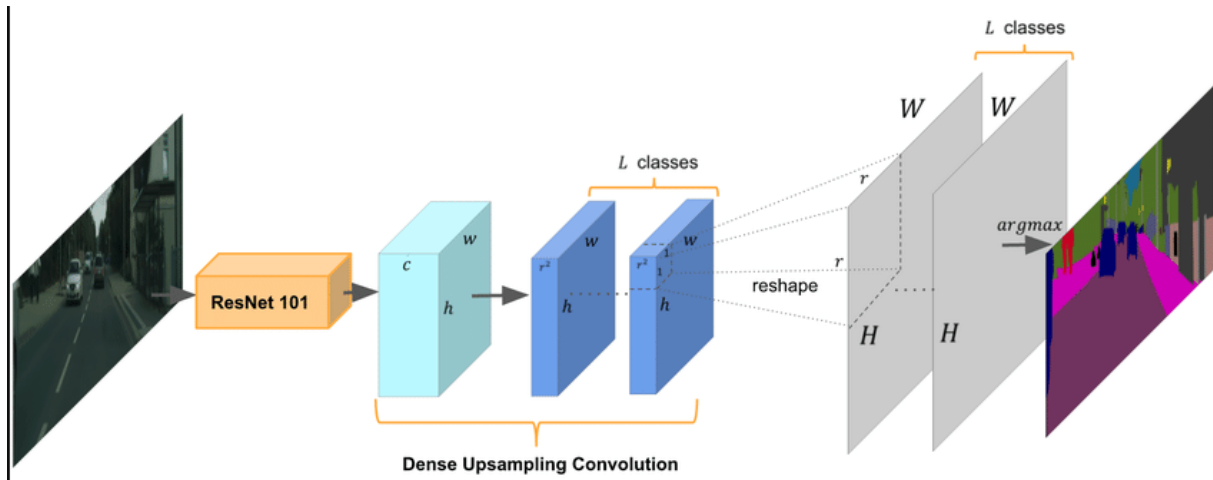 L classes
W
W
L classes
r
w
w
w
1
argmax
c
r²
r²
1
r
reshape
ResNet 101
h
h
h
H
H
Dense Upsampling Convolution